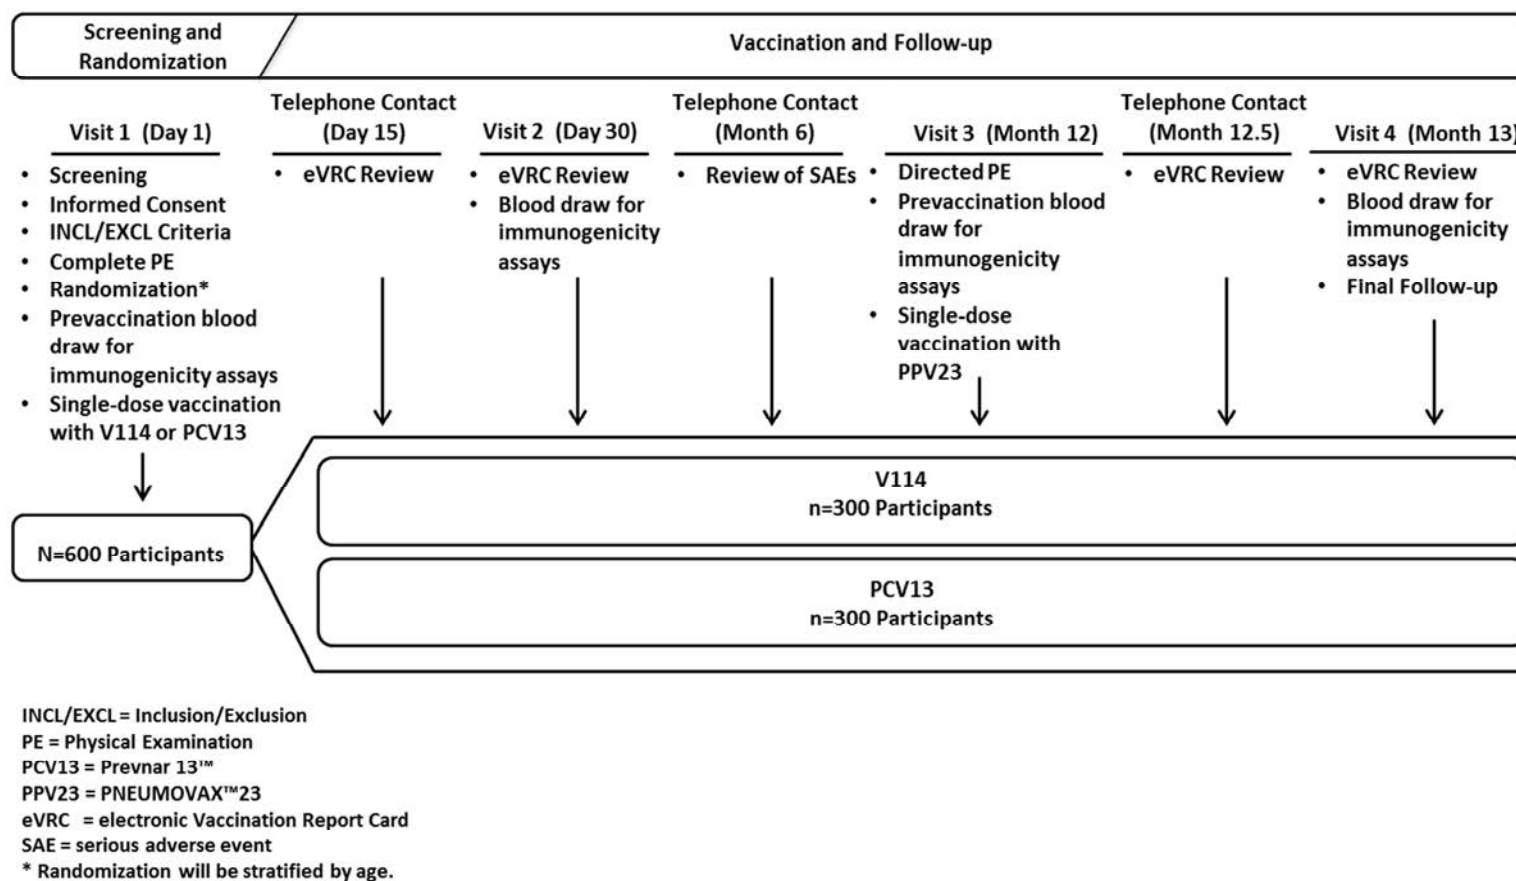 Screening and
Randomization
Vaccination and Follow-up
Visit 1 (Day 1)
• Screening
• Informed Consent
• INCL/EXCL Criteria
• Complete PE
• Randomization*
• Prevaccination blood
draw for
immunogenicity assays
• Single-dose vaccination
with V114 or PCV13
Telephone Contact
(Day 15)
• eVRC Review
Visit 2 (Day 30)
• eVRC Review
• Blood draw for
immunogenicity
assays
Telephone Contact
(Month 6)
• Review of SAEs
Visit 3 (Month 12)
• Directed PE
• Prevaccination blood
draw for
immunogenicity
assays
• Single-dose
vaccination with
PPV23
Telephone Contact
(Month 12.5)
• eVRC Review
Visit 4 (Month 13)
• eVRC Review
• Blood draw for
immunogenicity
assays
• Final Follow-up
N=600 Participants
V114
n=300 Participants
PCV13
n=300 Participants
INCL/EXCL = Inclusion/Exclusion
PE = Physical Examination
PCV13 = Prevnar 13™
PPV23 = PNEUMOVAX™23
eVRC = electronic Vaccination Report Card
SAE = serious adverse event
* Randomization will be stratified by age.